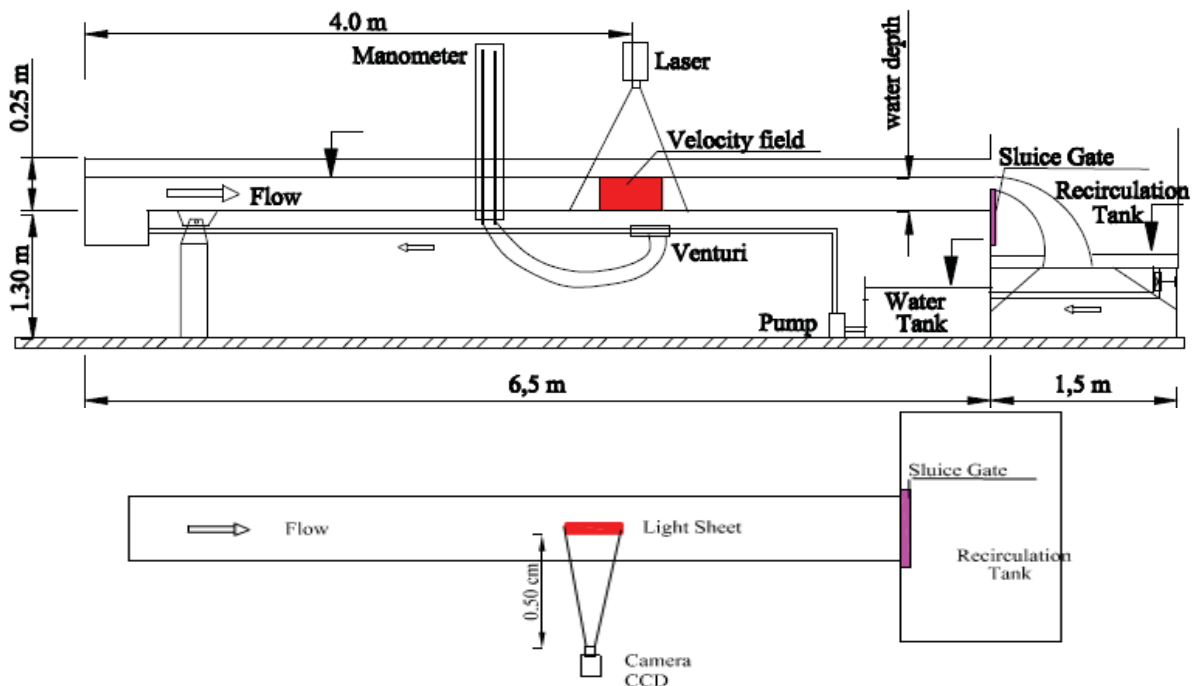 4.0 m
Manometer
Laser
water depth
0.25 m
Velocity field
Sluice Gate
Flow
Recirculation
Tank
Venturi
1.30 m
Water
Tank
Pump
6,5 m
1,5 m
Sluice Gate
Flow
Light Sheet
Recirculation
Tank
0.50 cm
Camera
CCD